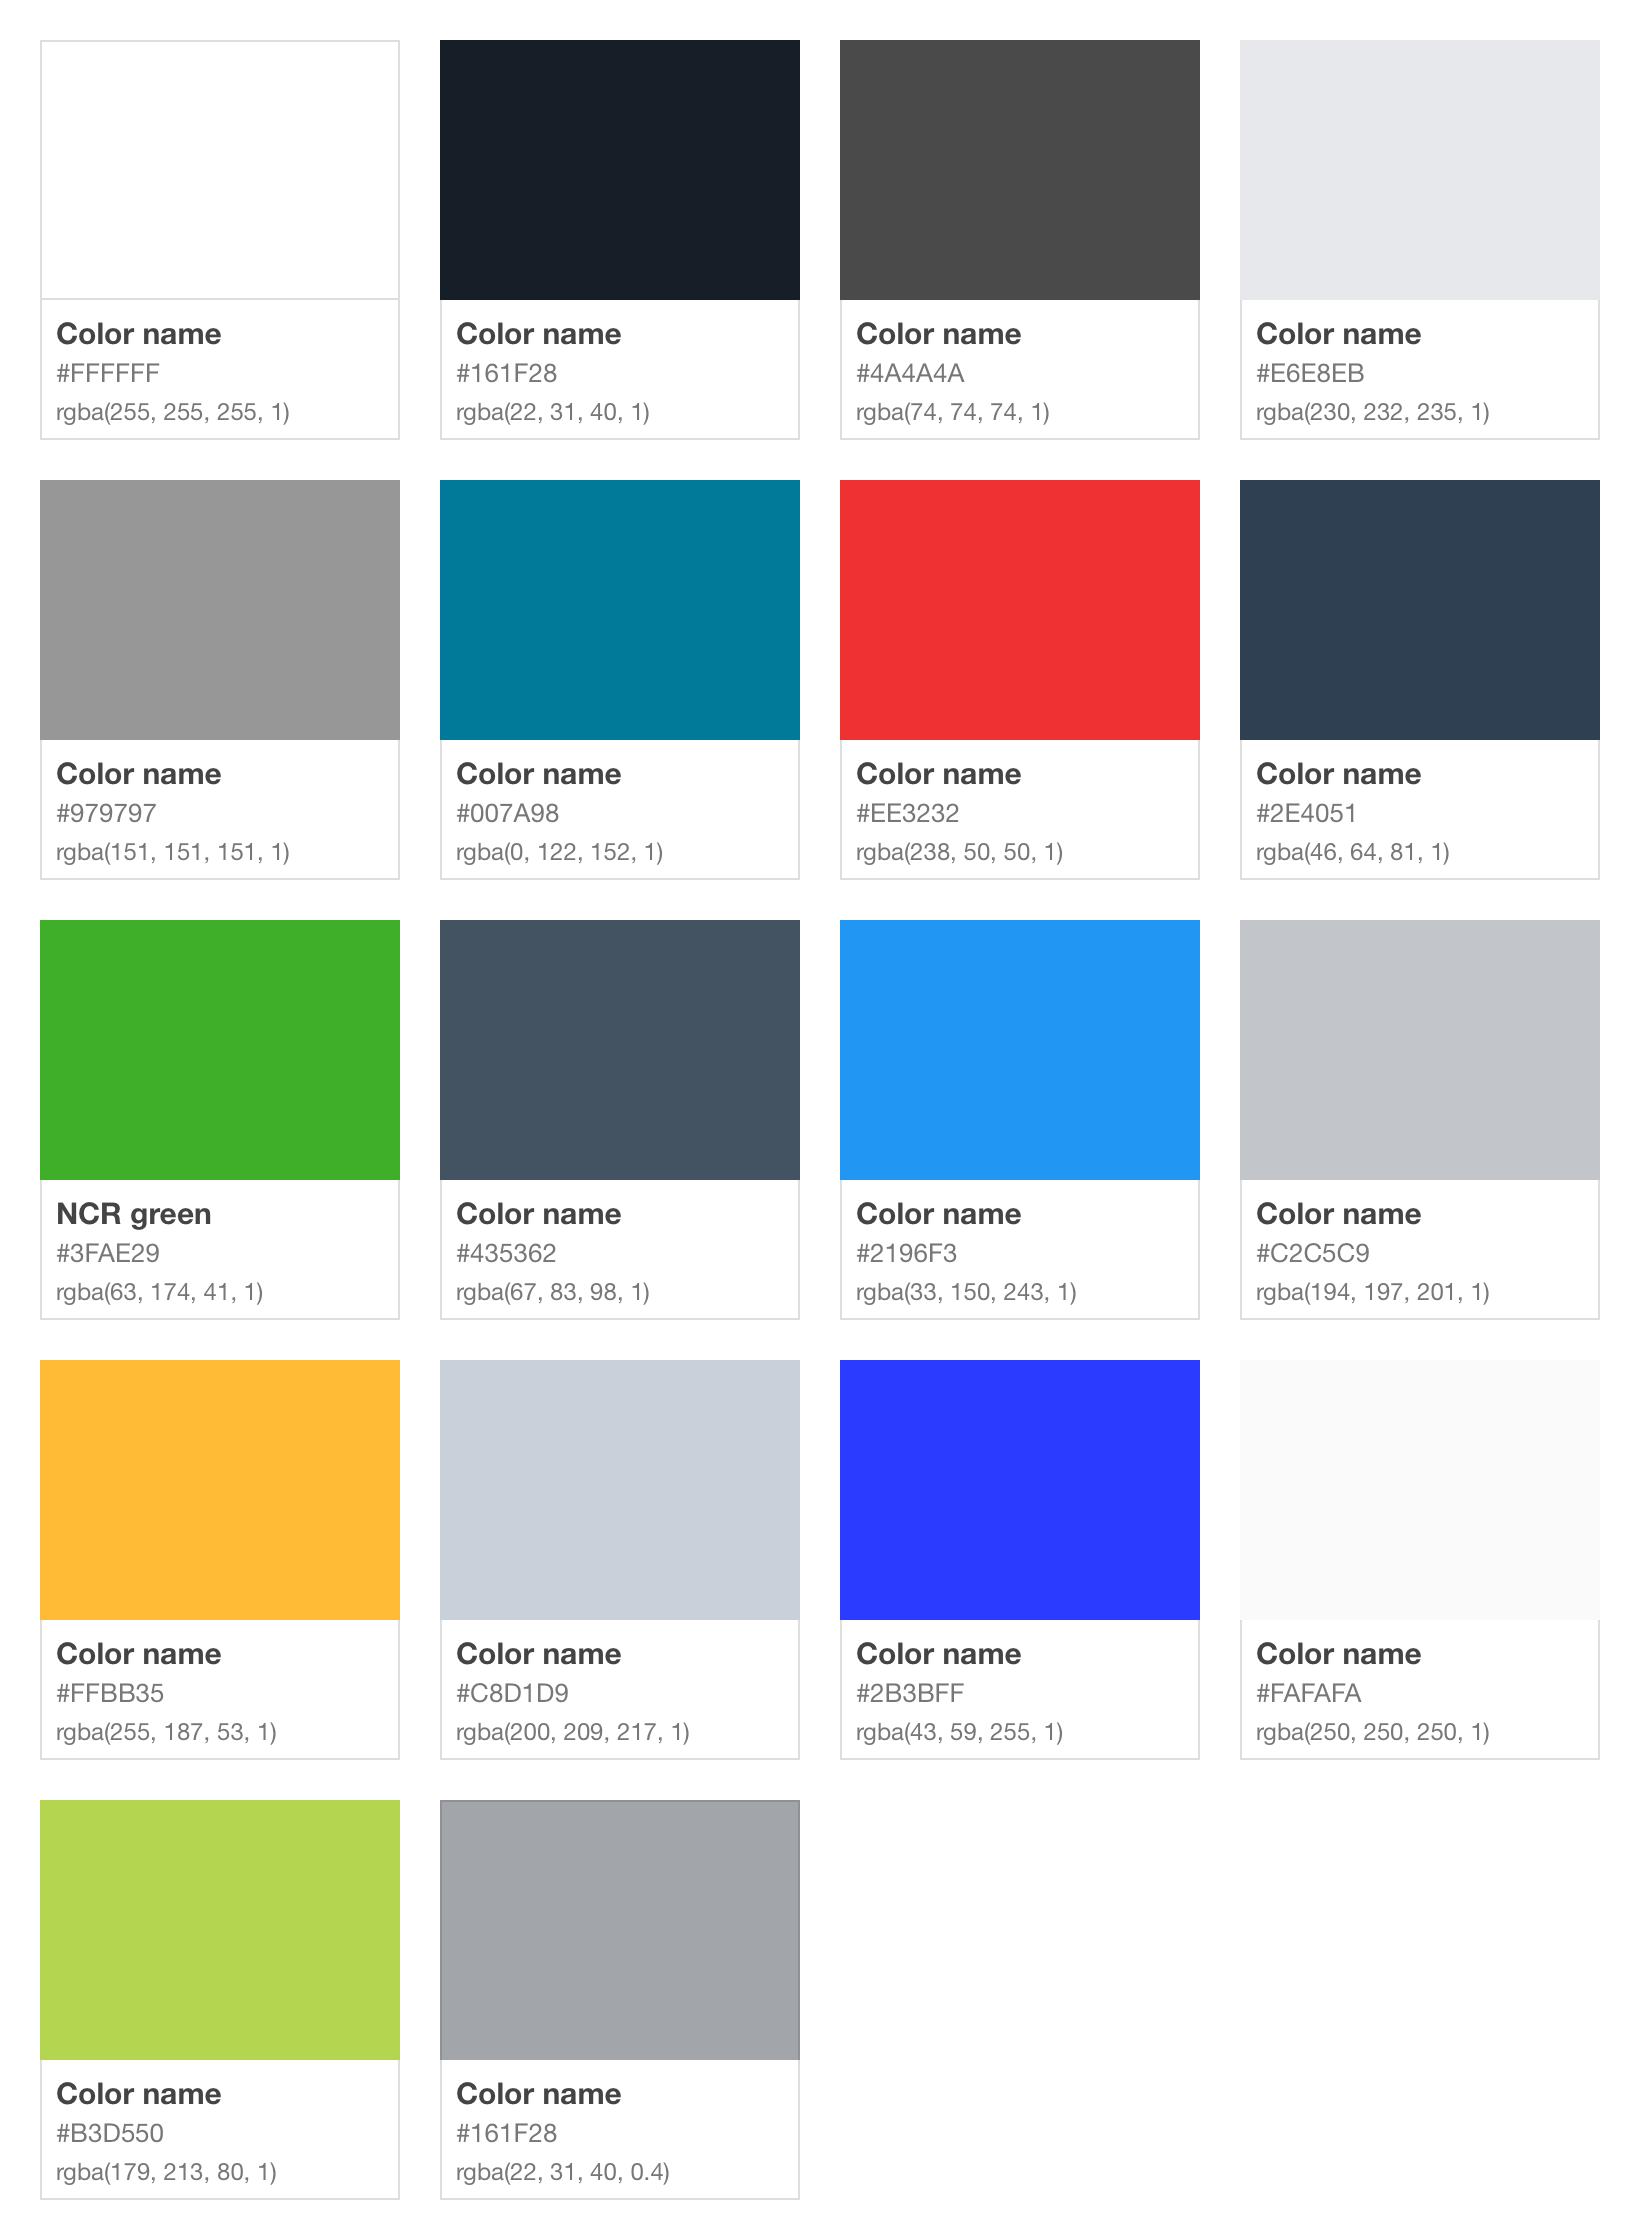 Color name
#FFFFFF
rgba(255, 255, 255, 1)
Color name
#161F28
rgba(22, 31, 40, 1)
Color name
#4A4A4A
rgba(74, 74, 74, 1)
Color name
#E6E8EB
rgba(230, 232, 235, 1)
Color name
#979797
rgba(151, 151, 151, 1)
Color name
#007A98
rgba(0, 122, 152, 1)
Color name
#EE3232
rgba(238, 50, 50, 1)
Color name
#2E4051
rgba(46, 64, 81, 1)
NCR green
#3FAE29
rgba(63, 174, 41, 1)
Color name
#435362
rgba(67, 83, 98, 1)
Color name
#2196F3
rgba(33, 150, 243, 1)
Color name
#C2C5C9
rgba(194, 197, 201, 1)
Color name
#FFBB35
rgba(255, 187, 53, 1)
Color name
#C8D1D9
rgba(200, 209, 217, 1)
Color name
#2B3BFF
rgba(43, 59, 255, 1)
Color name
#FAFAFA
rgba(250, 250, 250, 1)
Color name
#B3D550
rgba(179, 213, 80, 1)
Color name
#161F28
rgba(22, 31, 40, 0.4)